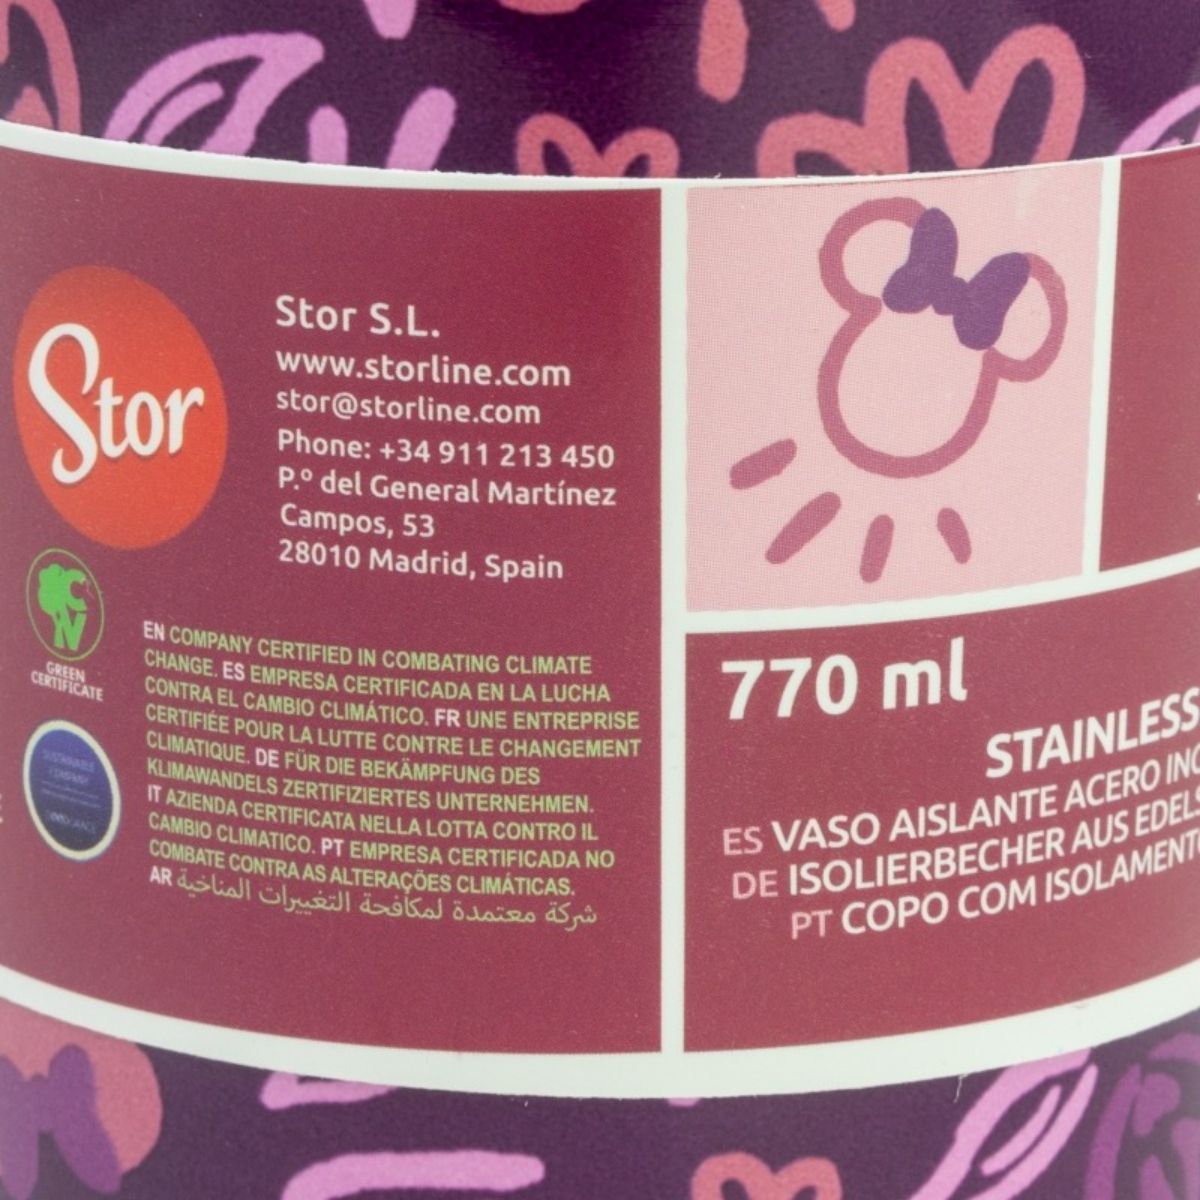 Stor
Stor S.L.
www.storline.com
stor@storline.com
Phone: +34 911 213 450
P.º del General Martínez
Campos, 53
28010 Madrid, Spain
GREEN
CERTIFICATE
EN COMPANY CERTIFIED IN COMBATING CLIMATE
CHANGE. ES EMPRESA CERTIFICADA EN LA LUCHA
CONTRA EL CAMBIO CLIMÁTICO. FR UNE ENTREPRISE
CERTIFIÉE POUR LA LUTTE CONTRE LE CHANGEMENT
CLIMATIQUE. DE FÜR DIE BEKÄMPFUNG DES
KLIMAWANDELS ZERTIFIZIERTES UNTERNEHMEN.
IT AZIENDA CERTIFICATA NELLA LOTTA CONTRO IL
CAMBIO CLIMATICO. PT EMPRESA CERTIFICADA NO
COMBATE CONTRA AS ALTERAÇÕES CLIMÁTICAS.
AR شركة معتمدة لمكافحة التغييرات المناخية
SUSTAINABLE
COMPANY
770 ml
STAINLESS
ES VASO AISLANTE ACERO INO
DE ISOLIERBECHER AUS EDELS
PT COPO COM ISOLAMENTO